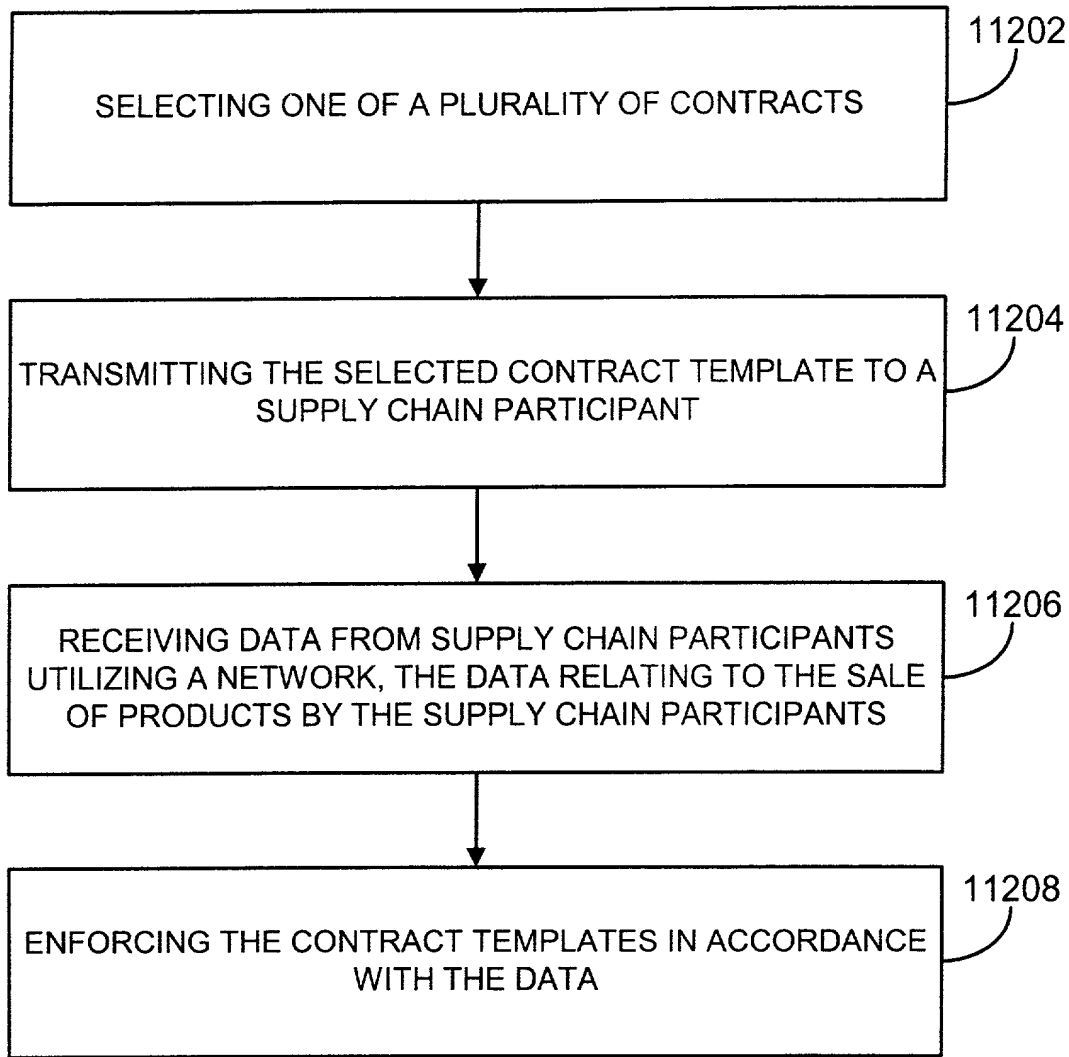 11202
SELECTING ONE OF A PLURALITY OF CONTRACTS
11204
TRANSMITTING THE SELECTED CONTRACT TEMPLATE TO A
SUPPLY CHAIN PARTICIPANT
11206
RECEIVING DATA FROM SUPPLY CHAIN PARTICIPANTS
UTILIZING A NETWORK, THE DATA RELATING TO THE SALE
OF PRODUCTS BY THE SUPPLY CHAIN PARTICIPANTS
11208
ENFORCING THE CONTRACT TEMPLATES IN ACCORDANCE
WITH THE DATA